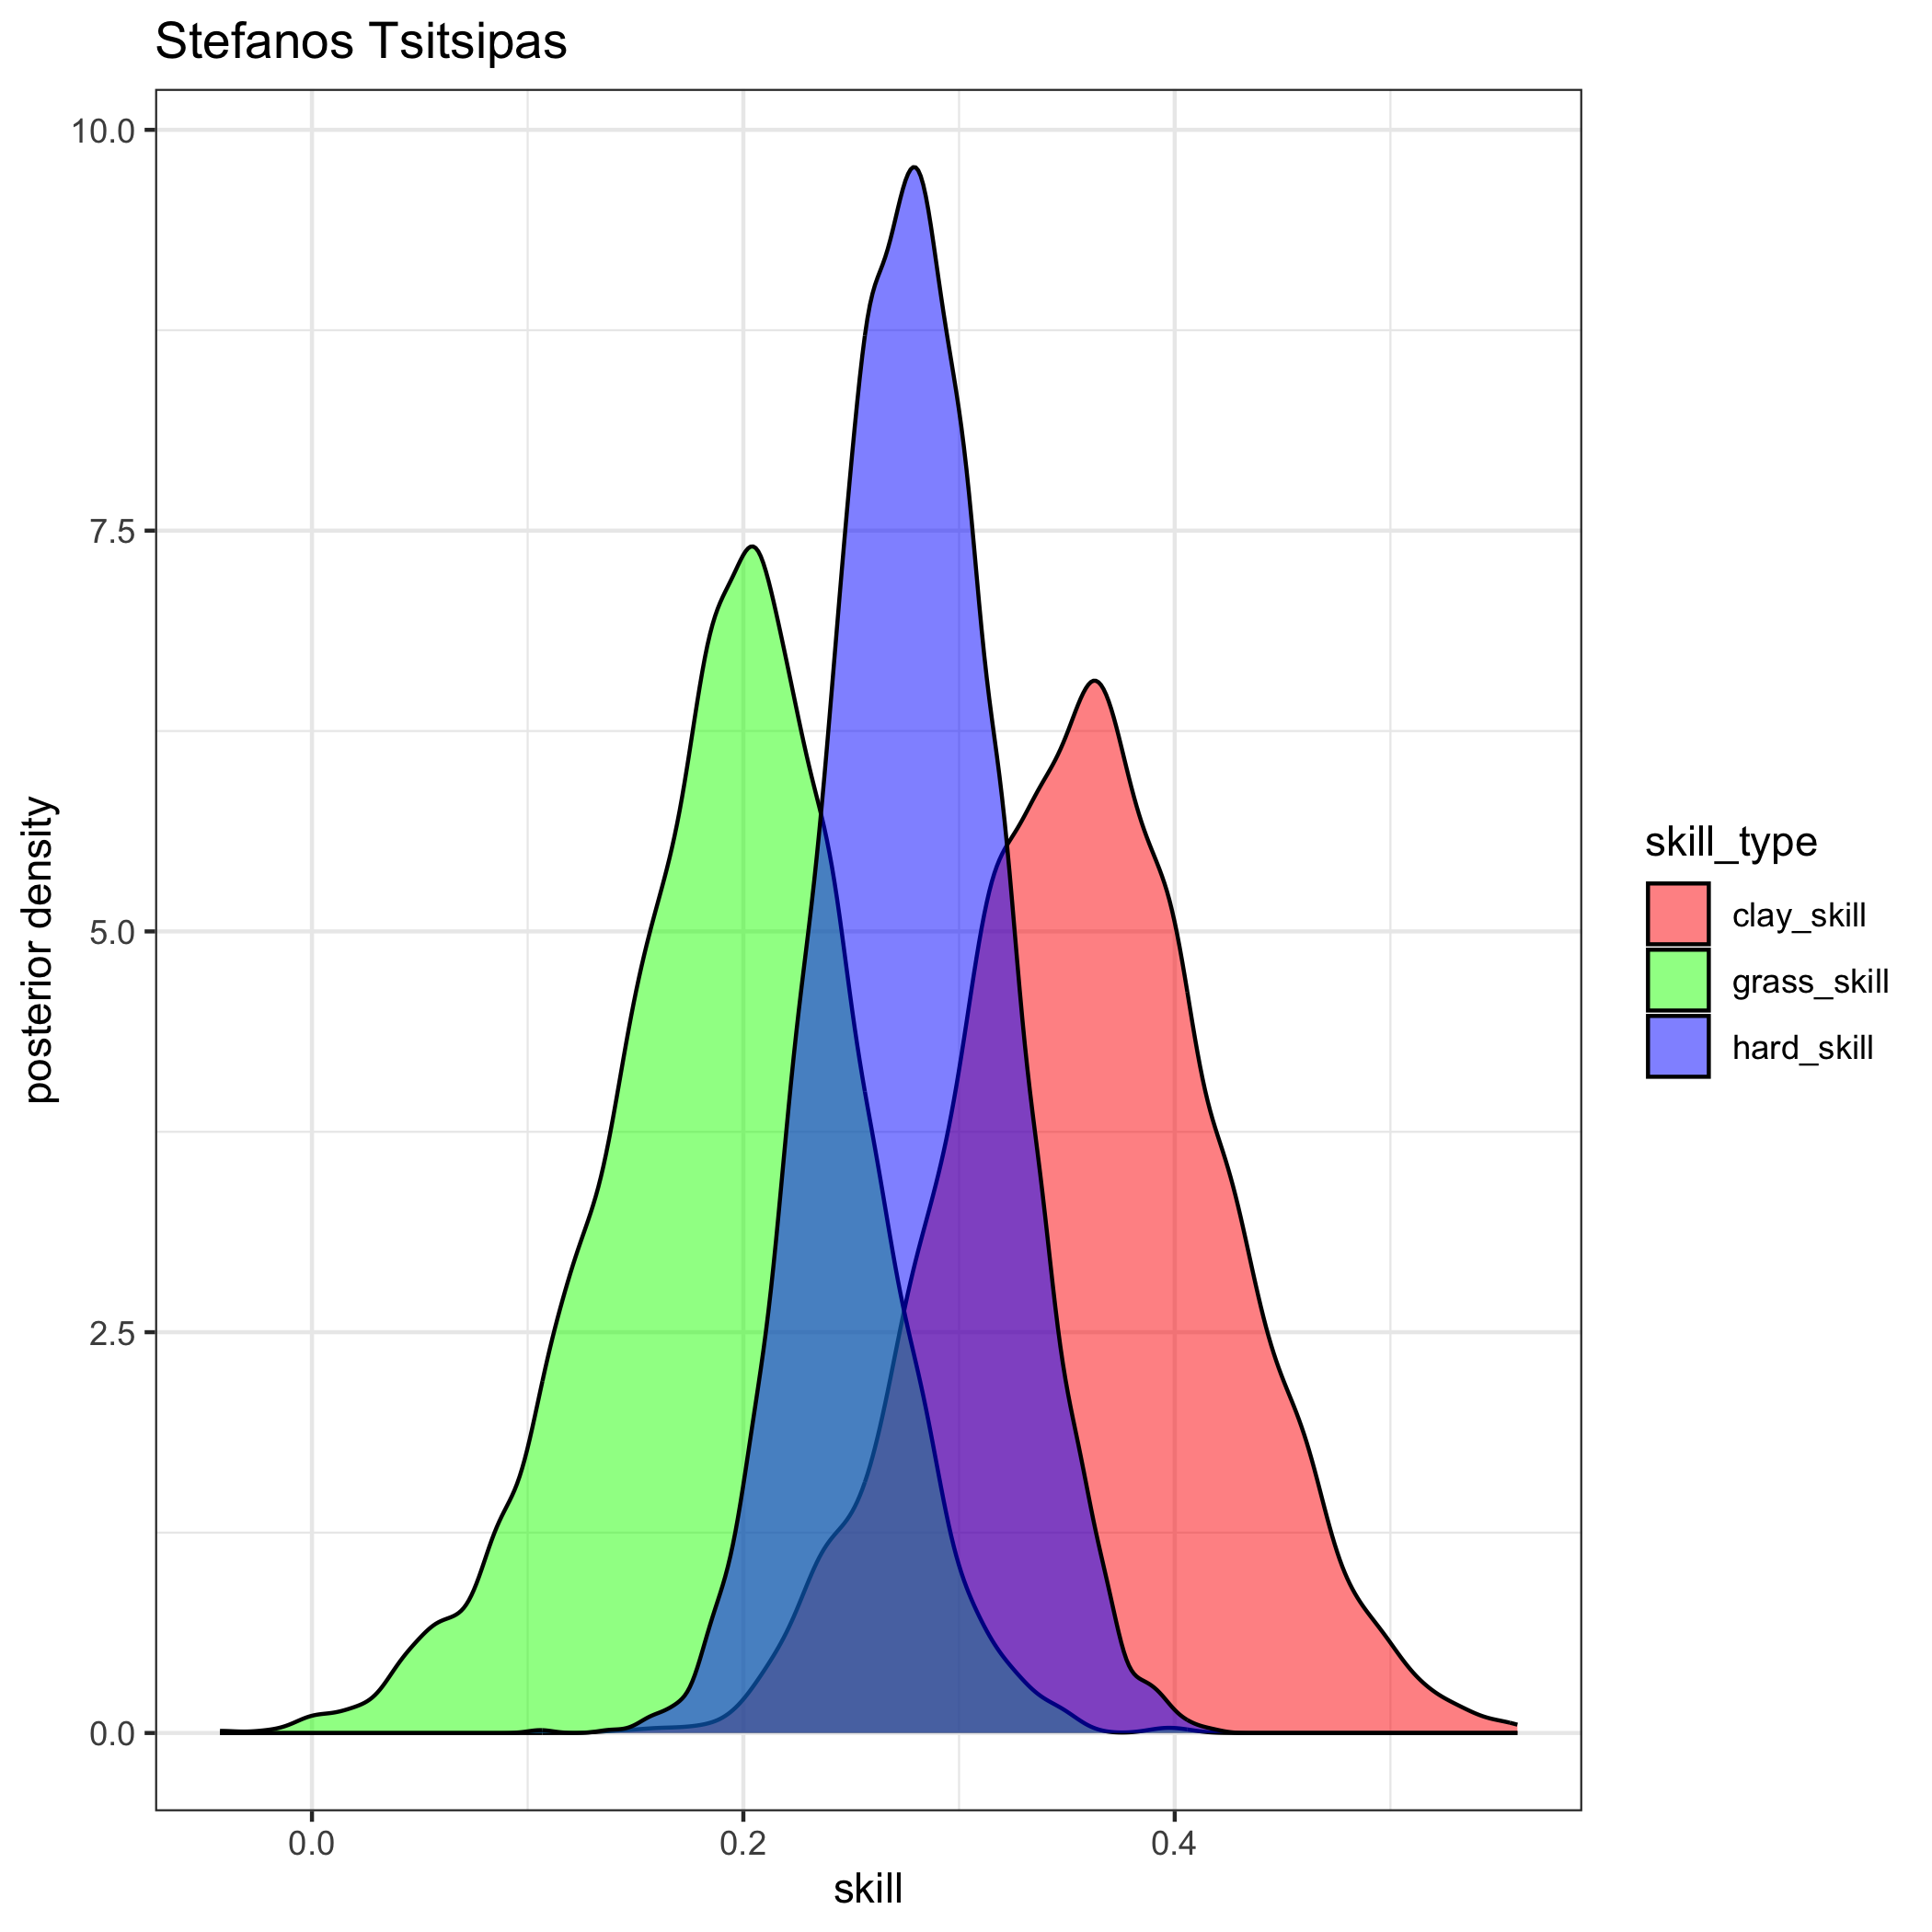 Stefanos Tsitsipas
10.0
7.5
5.0
2.5
0.0
posterior density
0.0
0.2
0.4
skill
skill_type
clay_skill
grass_skill
hard_skill